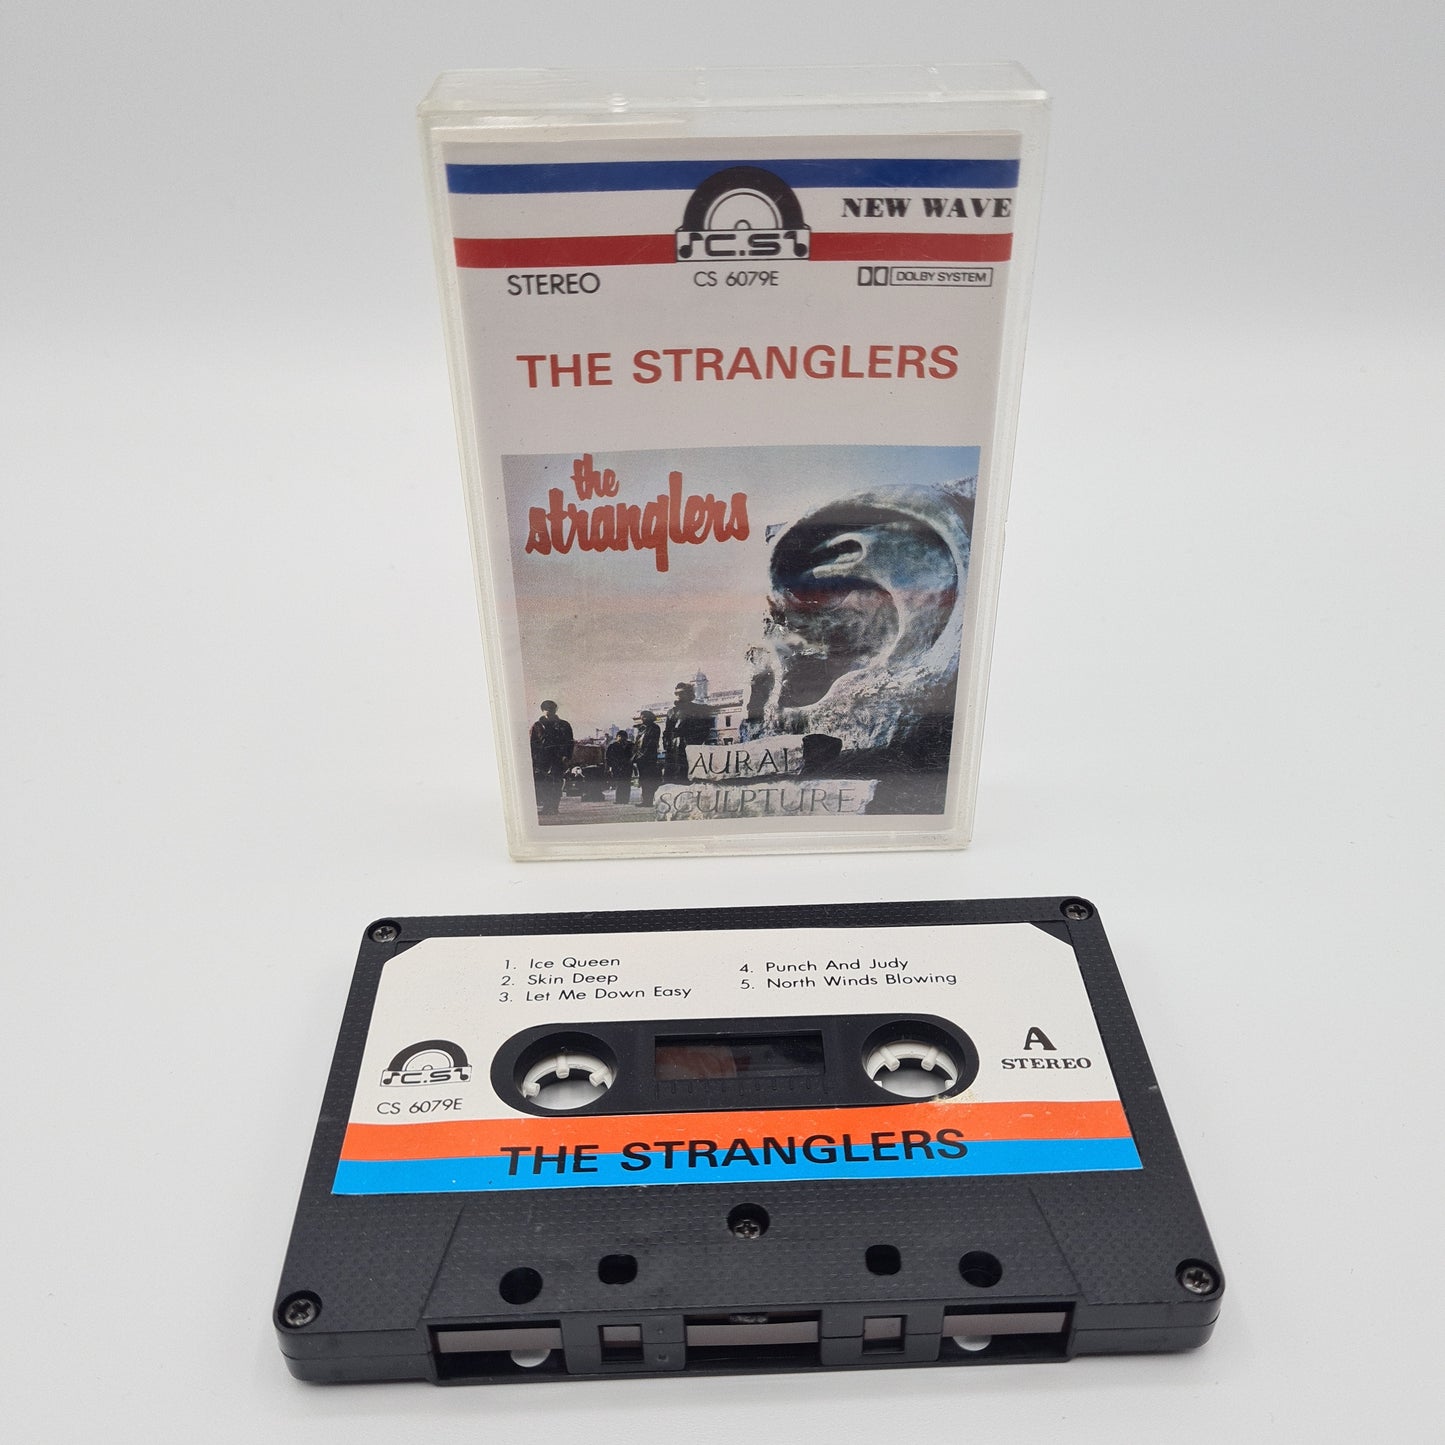 NEW WAVE
C.S
STEREO
CS 6079E
DOLBY SYSTEM
THE STRANGLERS
the
stranglers
AURAL
SCULPTURE
1. Ice Queen
2. Skin Deep
3. Let Me Down Easy
4. Punch And Judy
5. North Winds Blowing
A
STEREO
C.S
CS 6079E
THE STRANGLERS